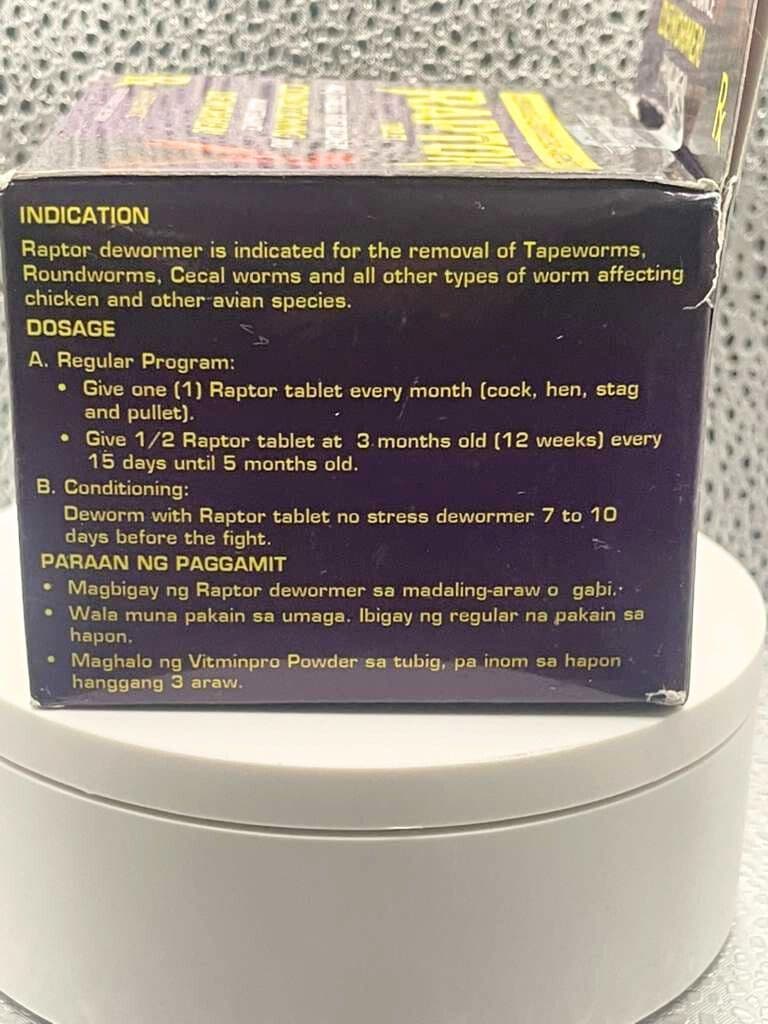 INDICATION
Raptor dewormer is indicated for the removal of Tapeworms,
Roundworms, Cecal worms and all other types of worm affecting
chicken and other avian species.
DOSAGE
A. Regular Program:
• Give one (1) Raptor tablet every month (cock, hen, stag
and pullet).
• Give 1/2 Raptor tablet at 3 months old (12 weeks) every
15 days until 5 months old.
B. Conditioning:
Deworm with Raptor tablet no stress dewormer 7 to 10
days before the fight.
PARAAN NG PAGGAMIT
• Magbigay ng Raptor dewormer sa madaling-araw o gabi.
• Wala muna pakain sa umaga. Ibigay ng regular na pakain sa
hapon.
• Maghalo ng Vitminpro Powder sa tubig, pa inom sa hapon
hanggang 3 araw.